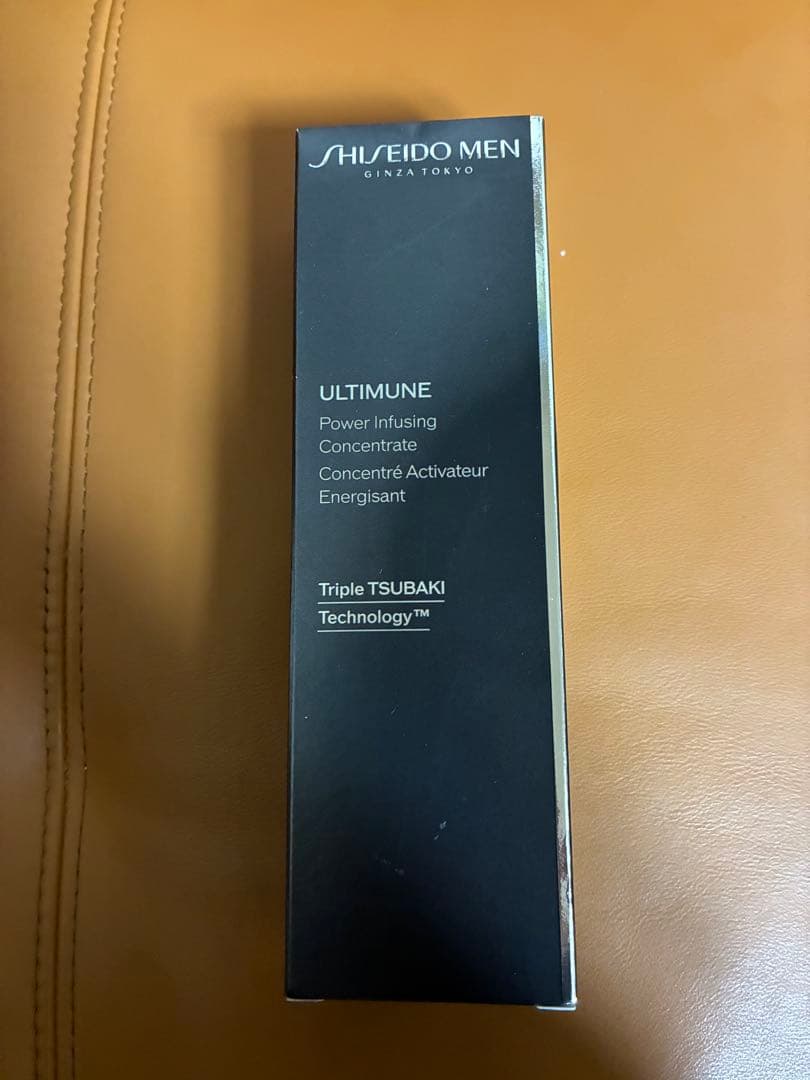 SHISEIDO MEN
GINZA TOKYO
ULTIMUNE
Power Infusing
Concentrate
Concentré Activateur
Energisant
Triple TSUBAKI
Technology™